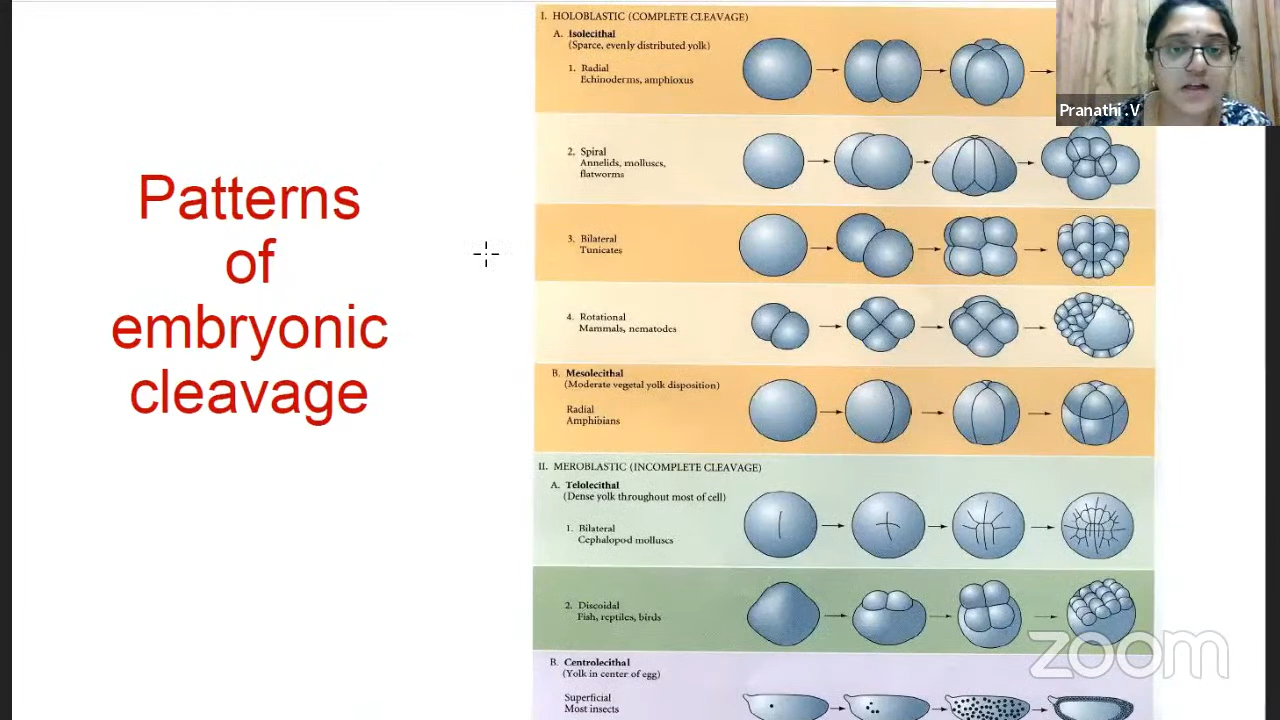 Patterns
of
embryonic
cleavage
I. HOLOBLASTIC (COMPLETE CLEAVAGE)
A. Isolecithal
(Sparce, evenly distributed yolk)
1. Radial
Echinoderms, amphioxus
2. Spiral
Annelids, molluscs,
flatworms
3. Bilateral
Tunicates
4. Rotational
Mammals, nematodes
B. Mesolecithal
(Moderate vegetal yolk disposition)
Radial
Amphibians
II. MEROBLASTIC (INCOMPLETE CLEAVAGE)
A. Telolecithal
(Dense yolk throughout most of cell)
1. Bilateral
Cephalopod molluscs
2. Discoidal
Fish, reptiles, birds
B. Centrolecithal
(Yolk in center of egg)
Superficial
Most insects
Pranathi .V
zoom